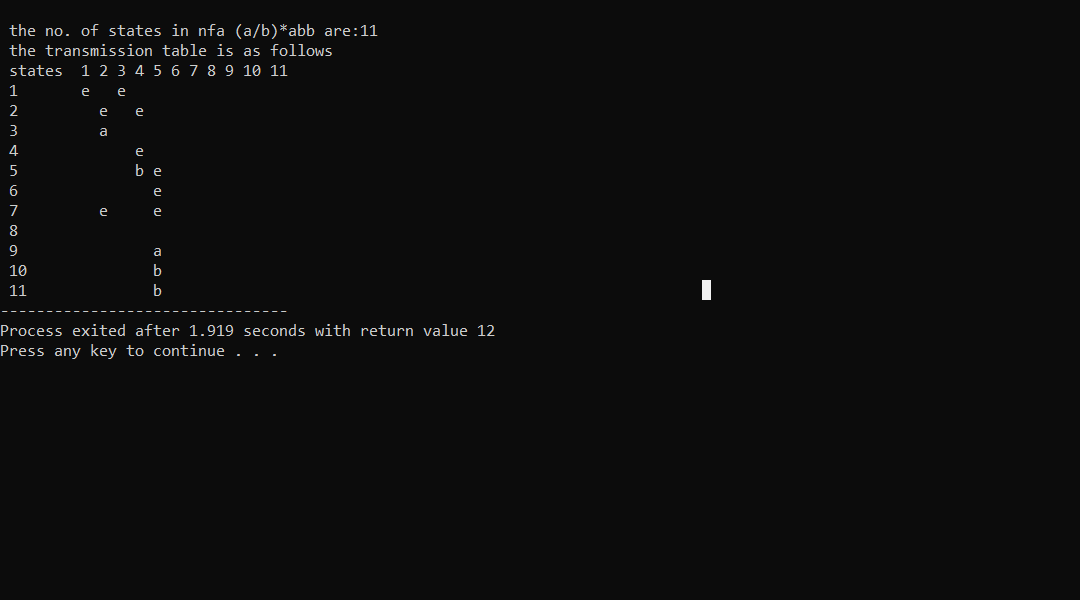 the no. of states in nfa (a/b)*abb are:11
the transmission table is as follows
states  1 2 3 4 5 6 7 8 9 10 11
1       e   e
2         e   e
3         a
4             e
5             b e
6               e
7         e     e
8
9               a
10              b
11              b
--------------------------------
Process exited after 1.919 seconds with return value 12
Press any key to continue . . .